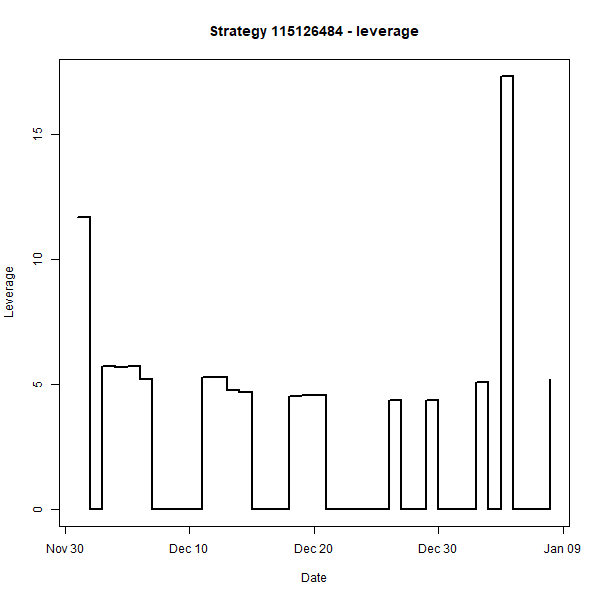 Strategy 115126484 - leverage
Leverage
15
10
5
0
Nov 30
Dec 10
Dec 20
Dec 30
Jan 09
Date